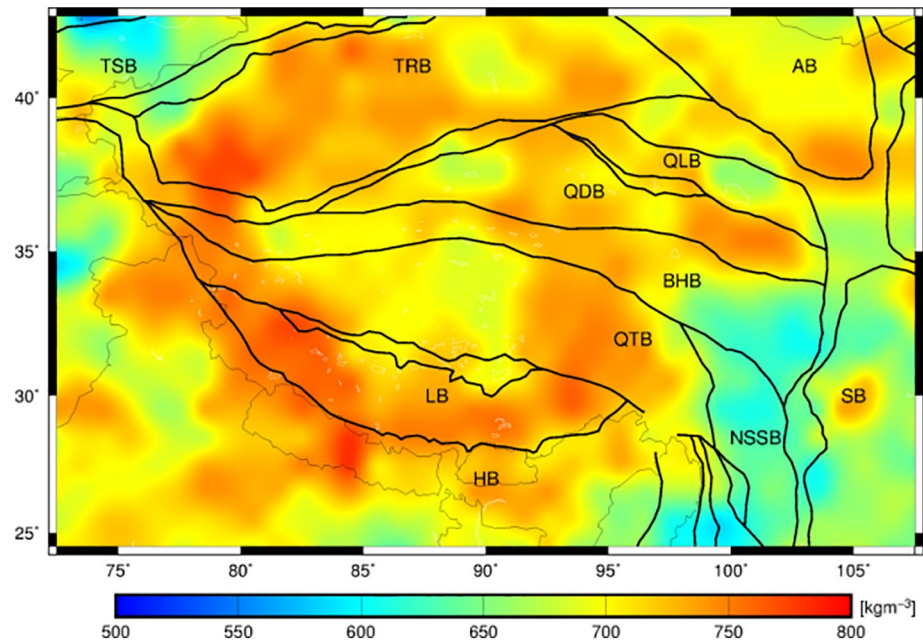 TSB
TRB
AB
40°
QLB
QDB
35°
BHB
QTB
30°
LB
SB
NSSB
HB
25°
75° 80° 85° 90° 95° 100° 105°
[kgm⁻³]
500 550 600 650 700 750 800